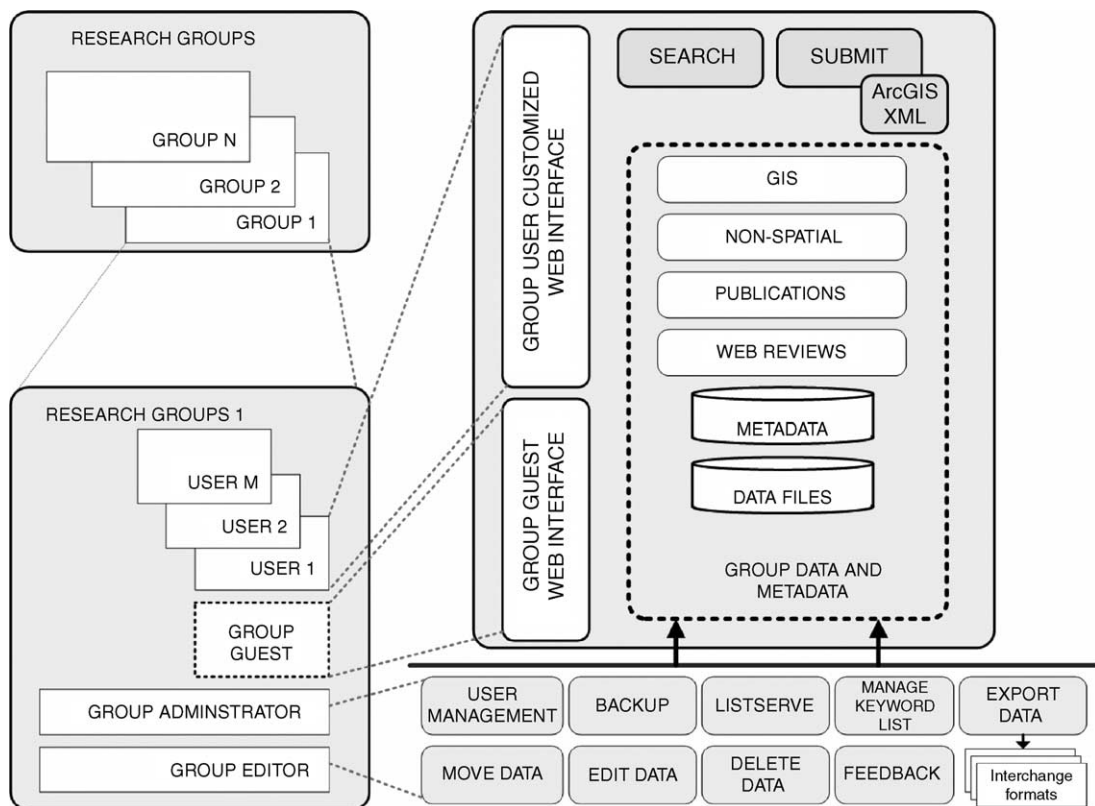 RESEARCH GROUPS
GROUP N
GROUP 2
GROUP 1
RESEARCH GROUPS 1
USER M
USER 2
USER 1
GROUP
GUEST
GROUP ADMINSTRATOR
GROUP EDITOR
GROUP USER CUSTOMIZED
WEB INTERFACE
GROUP GUEST
WEB INTERFACE
SEARCH
SUBMIT
ArcGIS
XML
GIS
NON-SPATIAL
PUBLICATIONS
WEB REVIEWS
METADATA
DATA FILES
GROUP DATA AND
METADATA
USER
MANAGEMENT
BACKUP
LISTSERVE
MANAGE
KEYWORD
LIST
EXPORT
DATA
MOVE DATA
EDIT DATA
DELETE
DATA
FEEDBACK
Interchange
formats